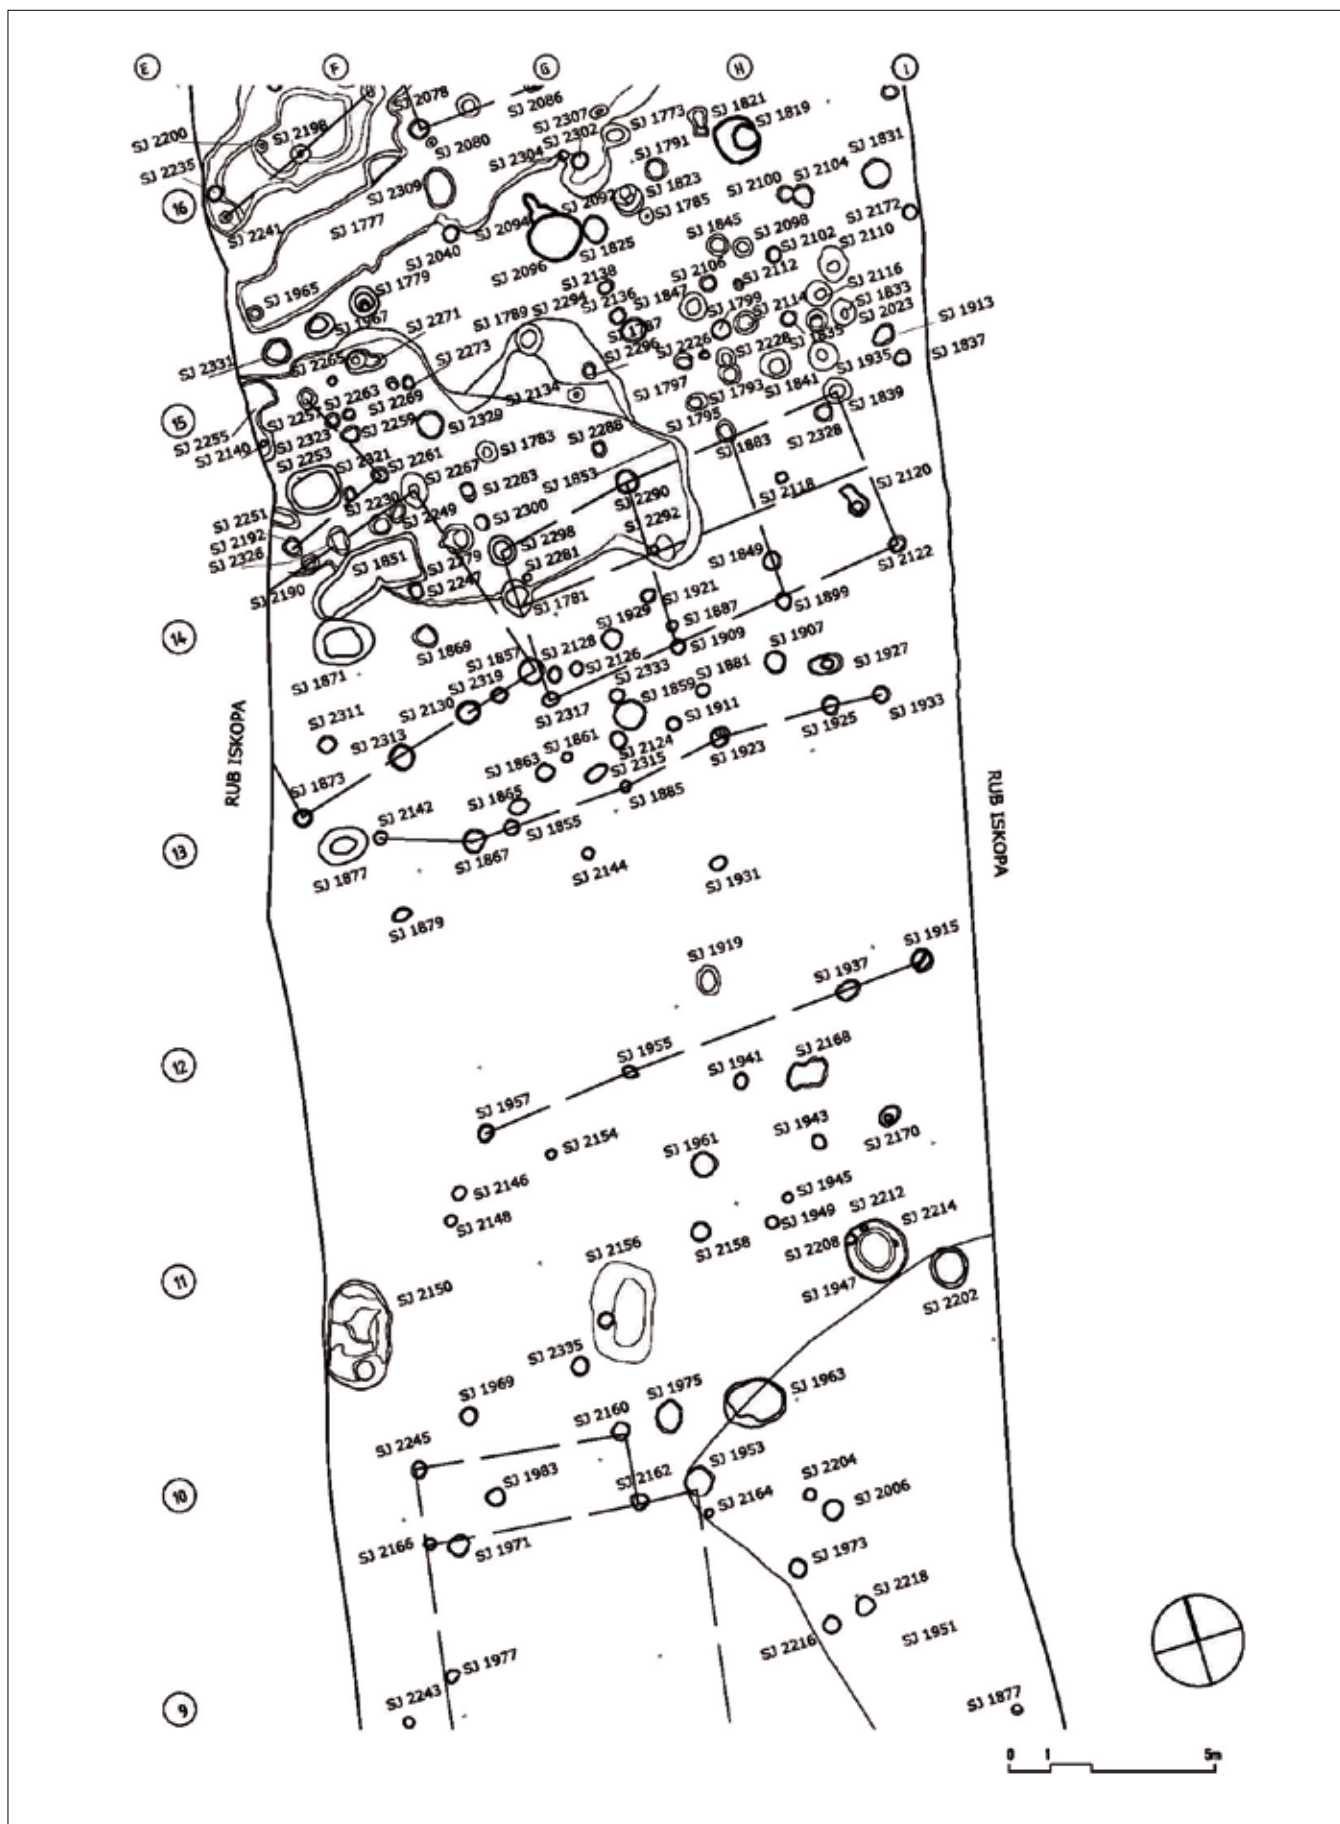 E
F
G
H
I
SJ 2078
SJ 2086
SJ 2307
SJ 1773
SJ 1821
SJ 1819
SJ 2200
SJ 2198
SJ 2080
SJ 2302
SJ 2304
SJ 1791
SJ 1831
SJ 2235
SJ 2309
SJ 2092
SJ 1823
SJ 2100
SJ 2104
16
SJ 2241
SJ 1777
SJ 2094
SJ 1785
SJ 2172
SJ 2040
SJ 1825
SJ 1845
SJ 2098
SJ 2102
SJ 2110
SJ 2096
SJ 2138
SJ 2106
SJ 2112
SJ 2116
SJ 1965
SJ 1779
SJ 2294
SJ 2136
SJ 1847
SJ 1799
SJ 2114
SJ 1833
SJ 1967
SJ 2271
SJ 1789
SJ 1787
SJ 2023
SJ 1913
SJ 2331
SJ 2265
SJ 2273
SJ 2296
SJ 2226
SJ 2228
SJ 1835
SJ 1935
SJ 1837
SJ 2263
SJ 2269
SJ 2134
SJ 1797
SJ 1793
SJ 1841
SJ 1839
15
SJ 2255
SJ 2257
SJ 2259
SJ 2329
SJ 1795
SJ 2328
SJ 2140
SJ 2323
SJ 1783
SJ 2288
SJ 1883
SJ 2253
SJ 2321
SJ 2261
SJ 2267
SJ 2283
SJ 1853
SJ 2290
SJ 2118
SJ 2120
SJ 2251
SJ 2230
SJ 2249
SJ 2300
SJ 2292
SJ 2192
SJ 2298
SJ 2326
SJ 1851
SJ 2279
SJ 2281
SJ 1849
SJ 2122
SJ 2190
SJ 2247
SJ 1781
SJ 1921
SJ 1899
14
SJ 1929
SJ 1887
SJ 1869
SJ 1857
SJ 2128
SJ 1909
SJ 1907
SJ 1871
SJ 2319
SJ 2126
SJ 1881
SJ 1927
SJ 2333
SJ 2311
SJ 2130
SJ 2317
SJ 1859
SJ 1933
SJ 2313
SJ 1861
SJ 1911
SJ 1925
RUB ISKOPA
SJ 1863
SJ 2124
SJ 1923
SJ 1873
SJ 2315
RUB ISKOPA
SJ 2142
SJ 1865
SJ 1885
SJ 1855
13
SJ 1867
SJ 2144
SJ 1931
SJ 1877
SJ 1879
SJ 1919
SJ 1915
SJ 1937
12
SJ 1955
SJ 1941
SJ 2168
SJ 1957
SJ 2154
SJ 1961
SJ 1943
SJ 2170
SJ 2146
SJ 1945
SJ 2148
SJ 1949
SJ 2212
SJ 2214
SJ 2158
SJ 2208
SJ 2156
11
SJ 2150
SJ 1947
SJ 2202
SJ 2335
SJ 1963
SJ 1969
SJ 2160
SJ 1975
SJ 2245
SJ 1953
SJ 2204
10
SJ 1983
SJ 2162
SJ 2164
SJ 2006
SJ 2166
SJ 1971
SJ 1973
SJ 2218
SJ 2216
SJ 1951
SJ 1977
SJ 2243
9
SJ 1877
0
1
5m